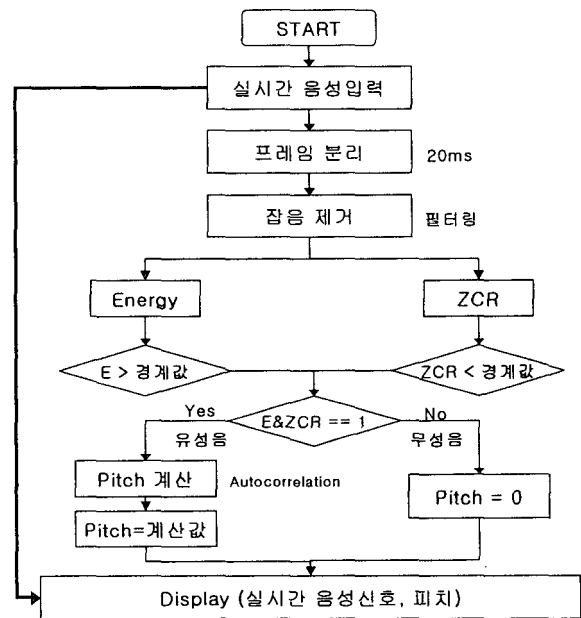 START
실시간 음성입력
프레임 분리
20ms
잡음 제거
필터링
Energy
ZCR
E > 경계값
ZCR < 경계값
E&ZCR == 1
Yes
No
유성음
무성음
Pitch 계산
Autocorrelation
Pitch = 0
Pitch=계산값
Display (실시간 음성신호, 피치)